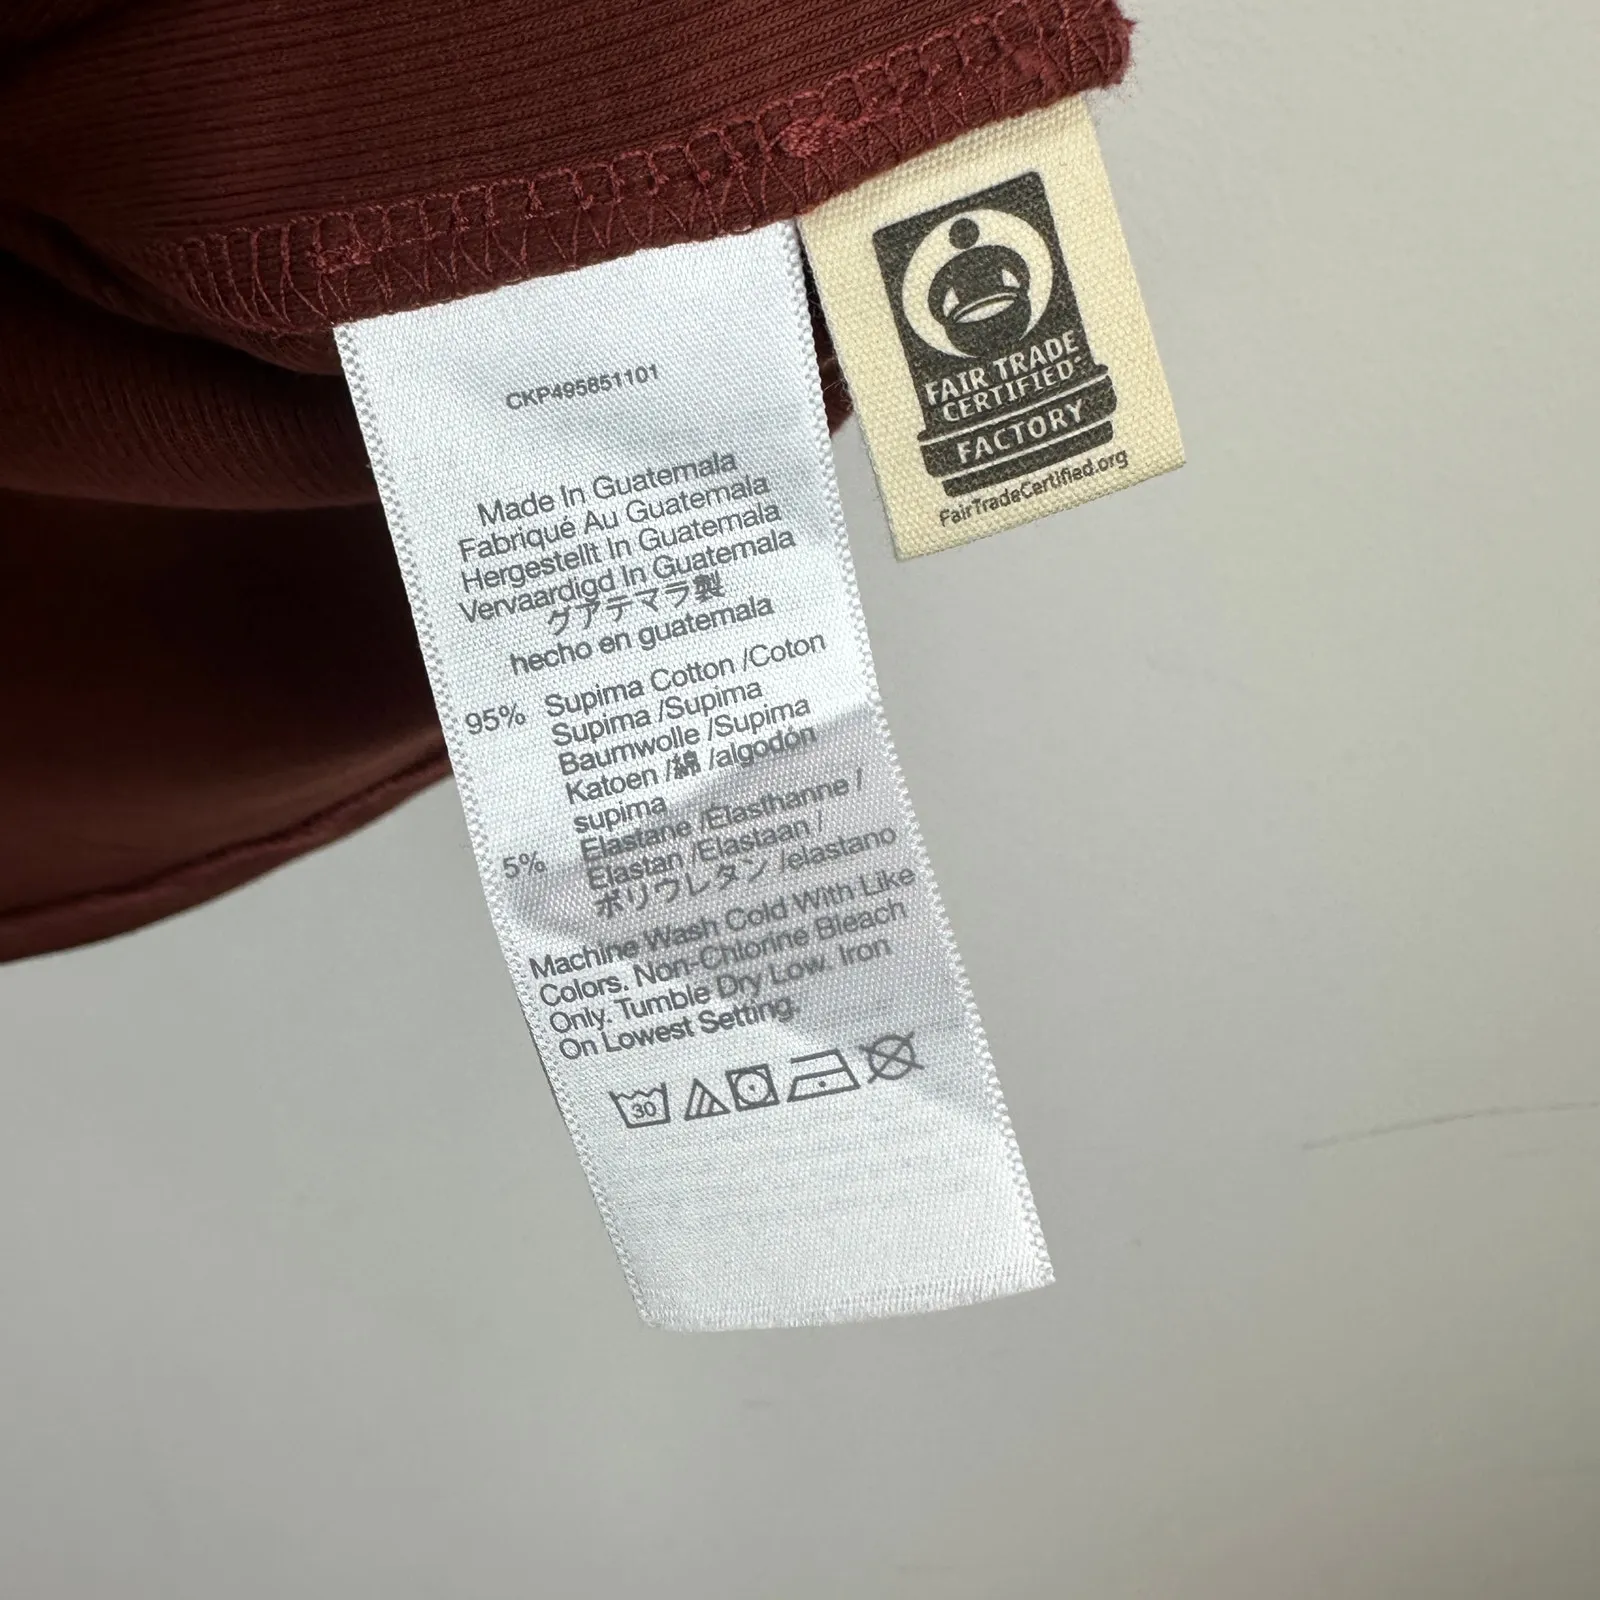 CKP495851101
Made In Guatemala
Fabriqué Au Guatemala
Hergestellt In Guatemala
Vervaardigd In Guatemala
グアテマラ製
hecho en guatemala
95% Supima Cotton /Coton
Supima /Supima
Baumwolle /Supima
Katoen /綿 /algodón
supima
5% Elastane /Élasthanne /
Elastan /Elastaan /
ポリウレタン /elastano
Machine Wash Cold With Like
Colors. Non-Chlorine Bleach
Only. Tumble Dry Low. Iron
On Lowest Setting.
30
FAIR TRADE
CERTIFIED
FACTORY
FairTradeCertified.org